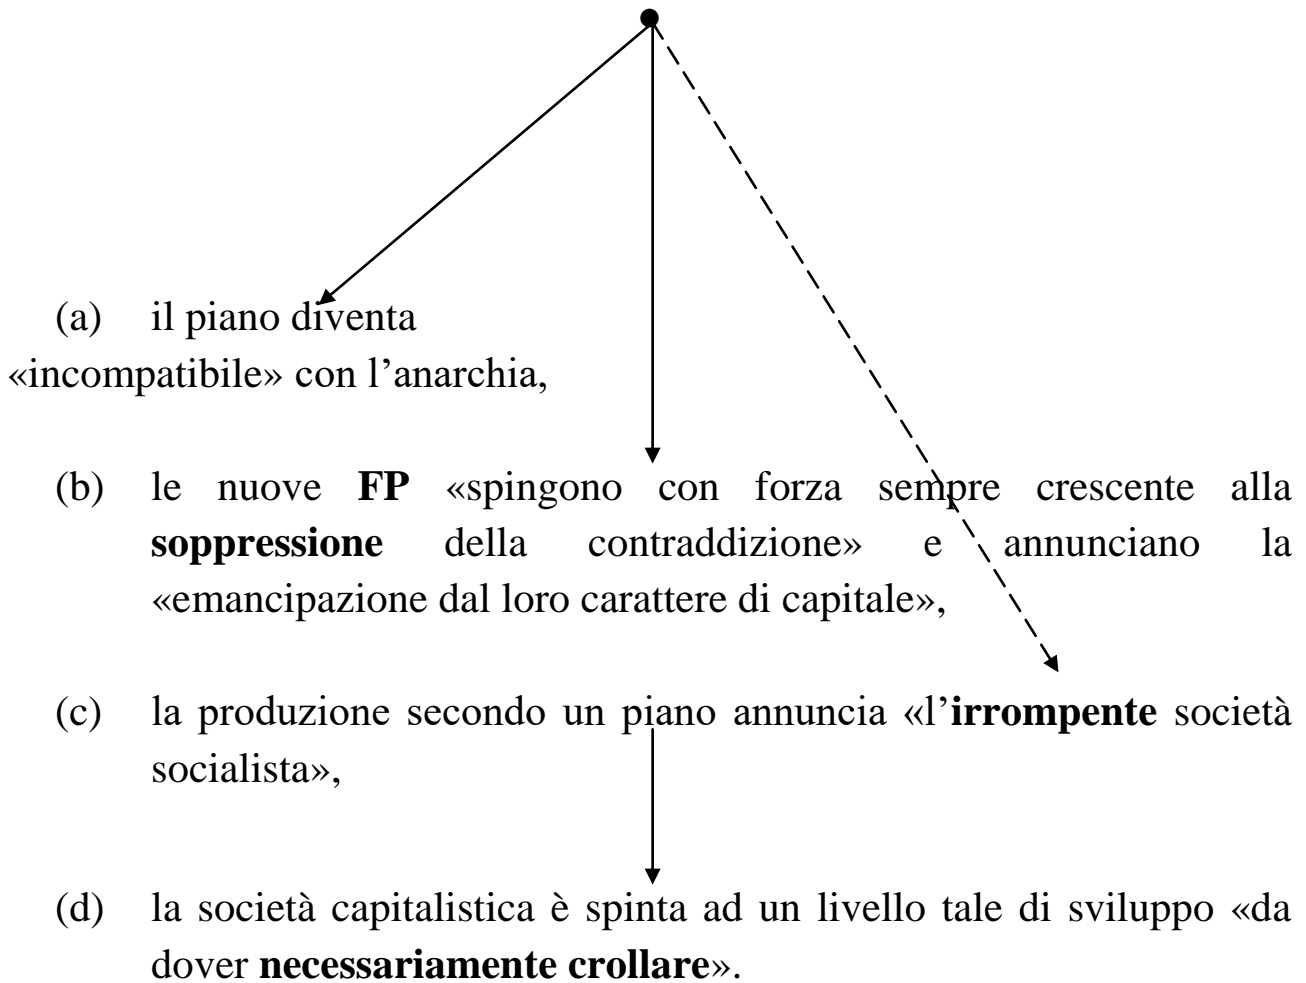 (a) il piano diventa
«incompatibile» con l’anarchia,
(b) le nuove FP «spingono con forza sempre crescente alla
soppressione della contraddizione» e annunciano la
«emancipazione dal loro carattere di capitale»,
(c) la produzione secondo un piano annuncia «l’irrompente società
socialista»,
(d) la società capitalistica è spinta ad un livello tale di sviluppo «da
dover necessariamente crollare».